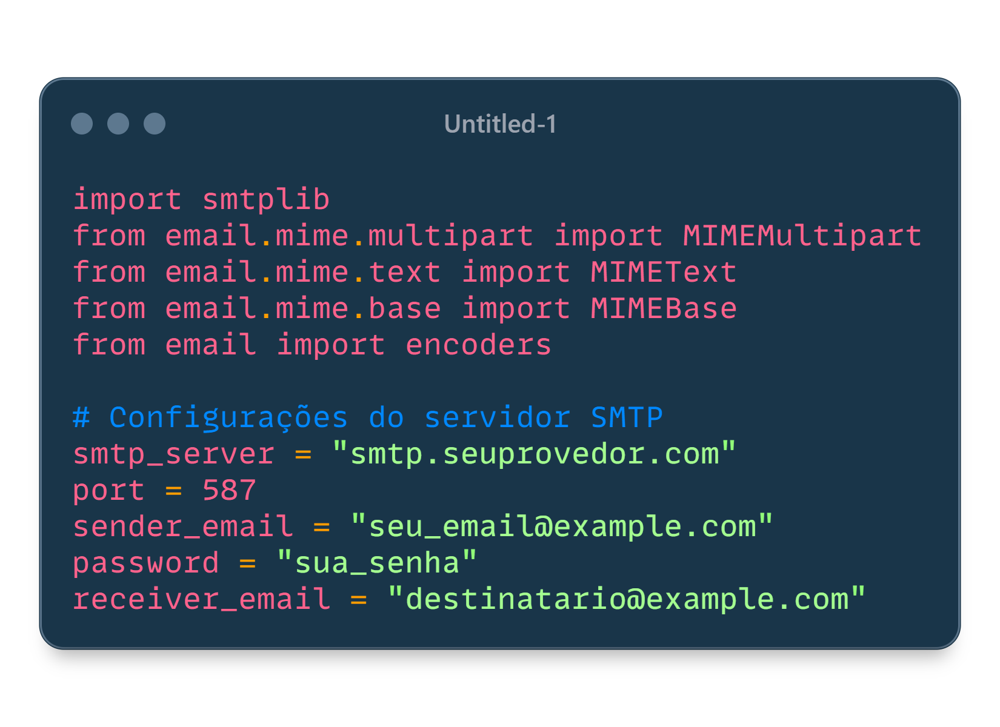 Untitled-1
import smtplib
from email.mime.multipart import MIMEMultipart
from email.mime.text import MIMEText
from email.mime.base import MIMEBase
from email import encoders
# Configurações do servidor SMTP
smtp_server = "smtp.seuprovedor.com"
port = 587
sender_email = "seu_email@example.com"
password = "sua_senha"
receiver_email = "destinatario@example.com"